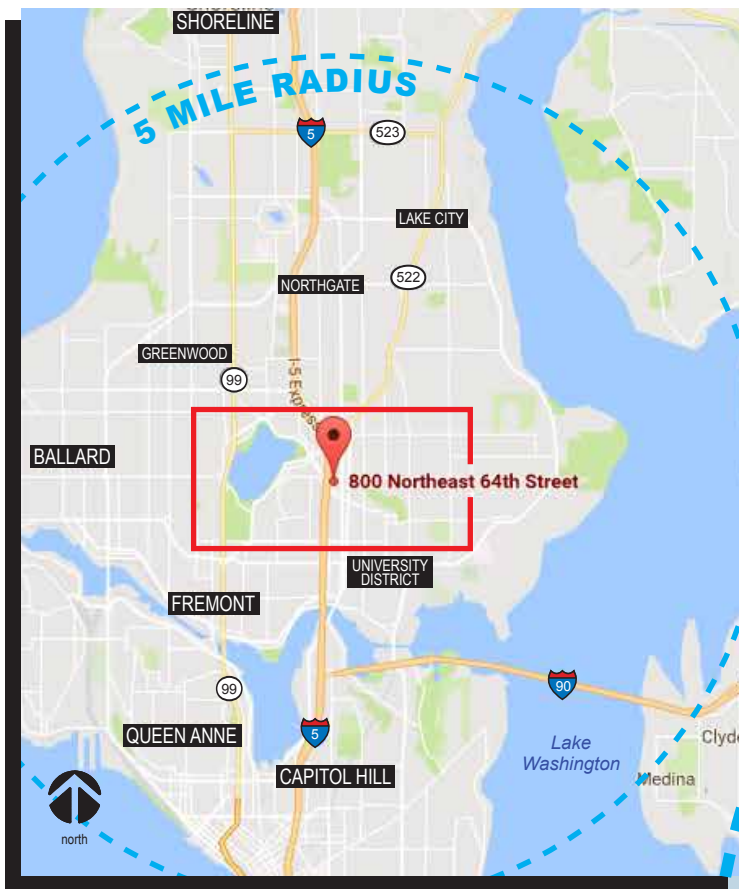 SHORELINE
5 MILE RADIUS
5
523
LAKE CITY
522
NORTHGATE
GREENWOOD
99
I-5 Express
BALLARD
800 Northeast 64th Street
UNIVERSITY
DISTRICT
FREMONT
99
90
QUEEN ANNE
5
Lake
Washington
Clyde
CAPITOL HILL
Medina
north